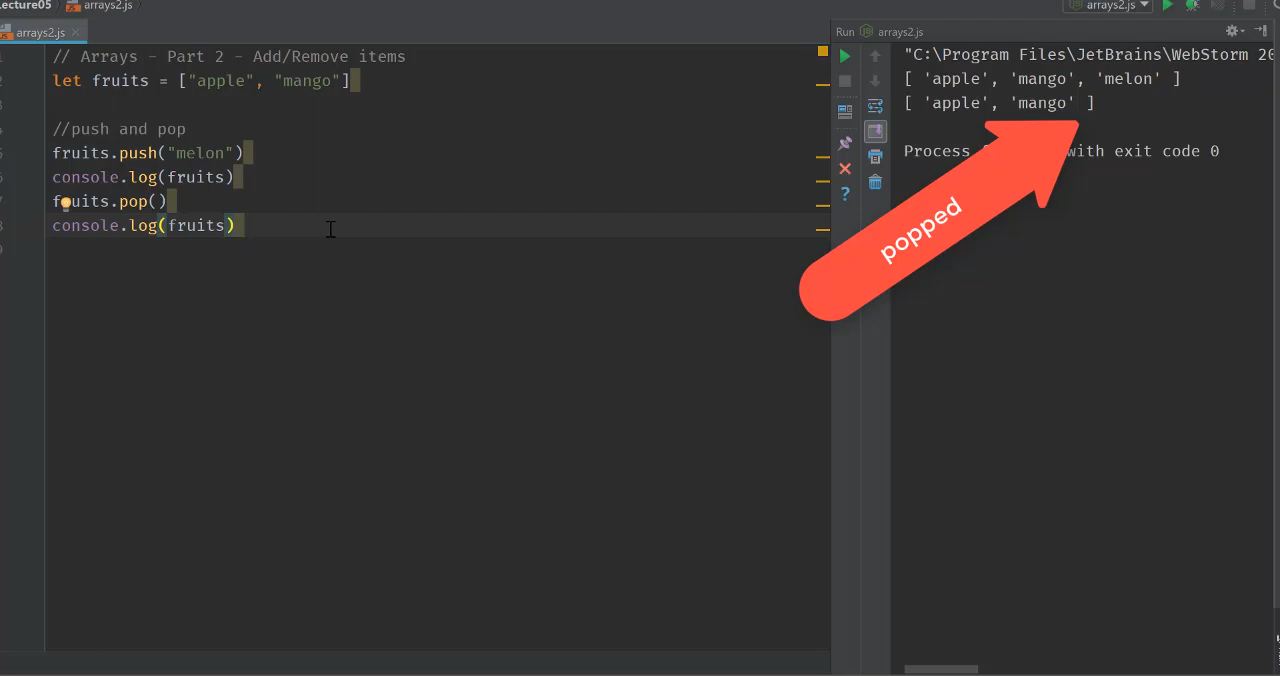 ecture05 arrays2.js
arrays2.js
arrays2.js
Run arrays2.js
// Arrays - Part 2 - Add/Remove items
let fruits = ["apple", "mango"]
//push and pop
fruits.push("melon")
console.log(fruits)
fruits.pop()
console.log(fruits)
"C:\Program Files\JetBrains\WebStorm 20
[ 'apple', 'mango', 'melon' ]
[ 'apple', 'mango' ]
Process with exit code 0
popped